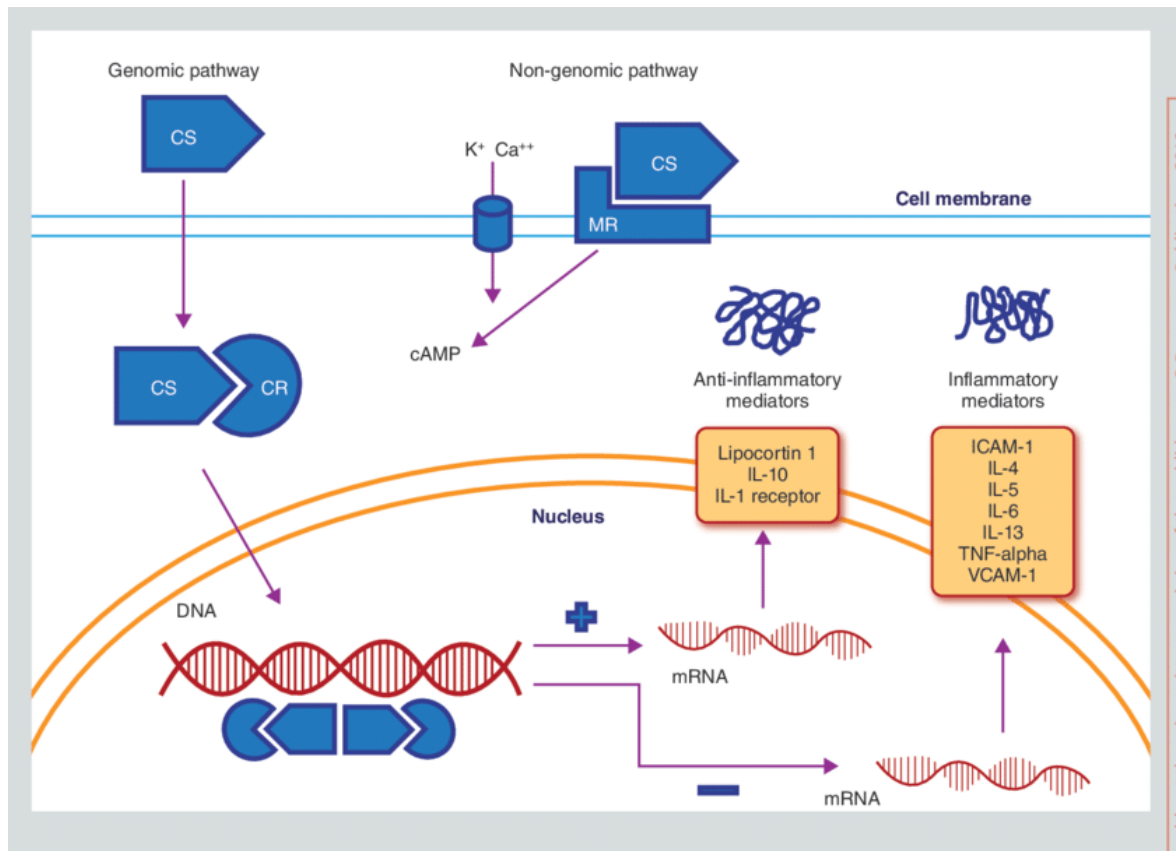 Genomic pathway
Non-genomic pathway
CS
K⁺ Ca⁺⁺
CS
MR
Cell membrane
CS
CR
cAMP
Anti-inflammatory
mediators
Inflammatory
mediators
Lipocortin 1
IL-10
IL-1 receptor
ICAM-1
IL-4
IL-5
IL-6
IL-13
TNF-alpha
VCAM-1
Nucleus
DNA
mRNA
mRNA